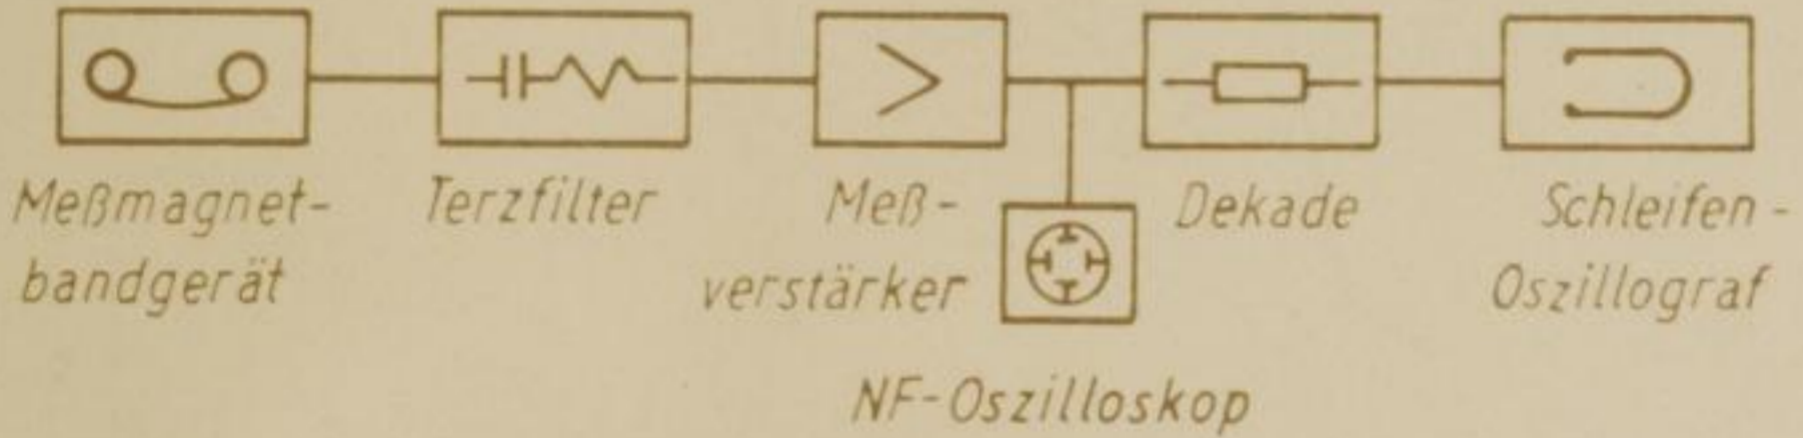 Meßmagnet-
bandgerät
Terzfilter
Meß-
verstärker
NF-Oszilloskop
Dekade
Schleifen-
Oszillograf